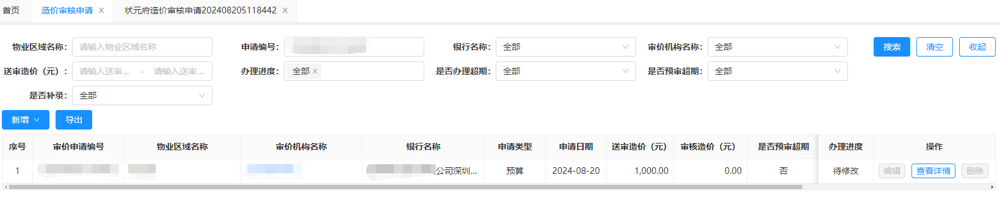 首页 造价审核申请 × 状元府造价审核申请202408205118442 ×
物业区域名称： 请输入物业区域名称 申请编号： 银行名称： 全部 审价机构名称： 全部 搜索 清空 收起
送审造价（元）： 请输入送审... - 请输入送审... 办理进度： 全部 × 是否办理超期： 全部 是否预审超期： 全部
是否补录： 全部
新增 导出
序号 审价申请编号 物业区域名称 审价机构名称 银行名称 申请类型 申请日期 送审造价（元） 审核造价（元） 是否预审超期 办理进度 操作
1 公司深圳... 预算 2024-08-20 1,000.00 0.00 否 待修改 编辑 查看详情 删除